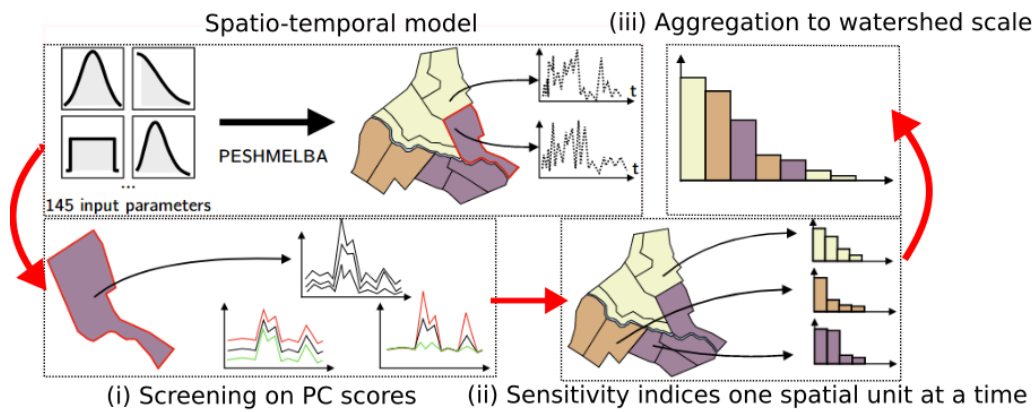 Spatio-temporal model
(iii) Aggregation to watershed scale
PESHMELBA
t
t
...
145 input parameters
(i) Screening on PC scores
(ii) Sensitivity indices one spatial unit at a time